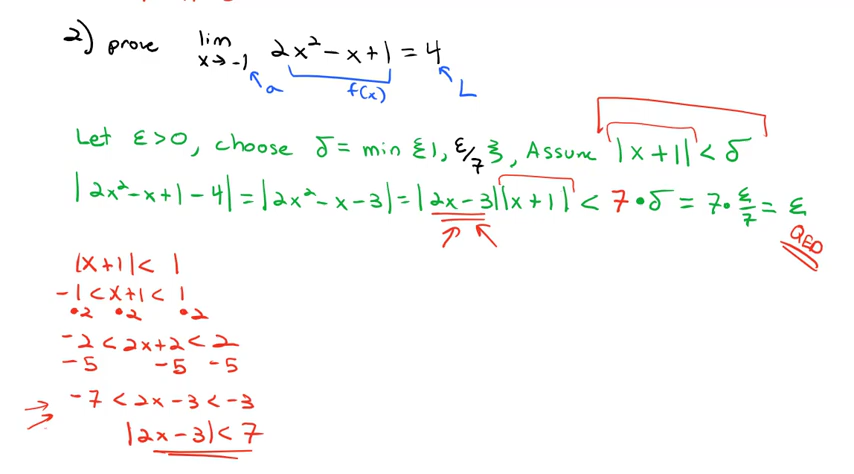 2) prove lim x→-1 2x² - x + 1 = 4
a f(x) L
Let ε>0, choose δ = min {1, ε/7}, Assume |x+1| < δ
|2x²-x+1-4| = |2x²-x-3| = |2x-3||x+1| < 7•δ = 7•ε/7 = ε
QED
|x+1| < 1
-1 < x+1 < 1
•2 •2 •2
-2 < 2x+2 < 2
-5 -5 -5
→ -7 < 2x-3 < -3
|2x-3| < 7